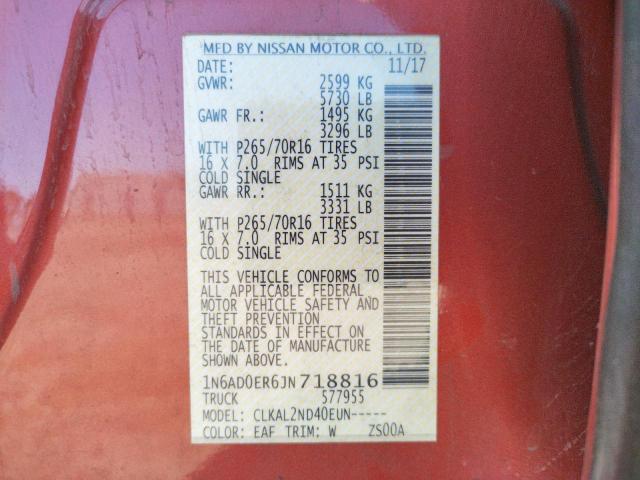 MFD BY NISSAN MOTOR CO., LTD.
DATE: 11/17
GVWR: 2599 KG
5730 LB
GAWR FR.: 1495 KG
3296 LB
WITH P265/70R16 TIRES
16 X 7.0 RIMS AT 35 PSI
COLD SINGLE
GAWR RR.: 1511 KG
3331 LB
WITH P265/70R16 TIRES
16 X 7.0 RIMS AT 35 PSI
COLD SINGLE
THIS VEHICLE CONFORMS TO
ALL APPLICABLE FEDERAL
MOTOR VEHICLE SAFETY AND
THEFT PREVENTION
STANDARDS IN EFFECT ON
THE DATE OF MANUFACTURE
SHOWN ABOVE.
1N6AD0ER6JN718816
TRUCK 577955
MODEL: CLKAL2ND40EUN-----
COLOR: EAF TRIM: W ZS00A